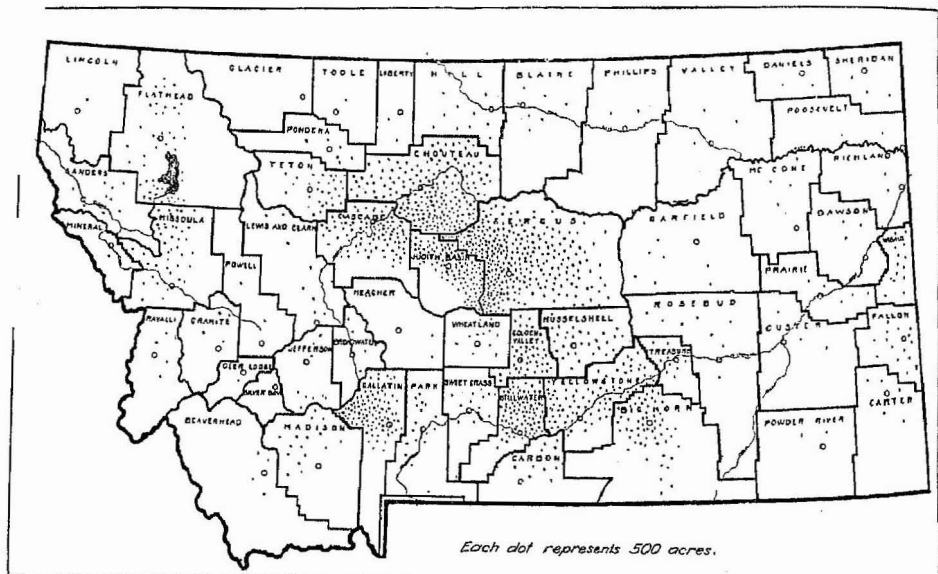 LINCOLN
FLATHEAD
GLACIER
TOOLE
LIBERTY
HILL
BLAINE
PHILLIPS
VALLEY
DANIELS
SHERIDAN
ROOSEVELT
PONDERA
TETON
CHOUTEAU
SANDERS
MISSOULA
MINERAL
LEWIS AND CLARK
CASCADE
JUDITH BASIN
FERGUS
GARFIELD
MC CONE
RICHLAND
DAWSON
WIBAUX
PRAIRIE
POWELL
MEAGHER
RAVALLI
GRANITE
DEER LODGE
SILVER BOW
JEFFERSON
BROADWATER
WHEATLAND
GOLDEN
VALLEY
MUSSELSHELL
ROSEBUD
TREASURE
CUSTER
FALLON
BEAVERHEAD
MADISON
GALLATIN
PARK
SWEET GRASS
STILLWATER
YELLOWSTONE
BIG HORN
CARBON
POWDER RIVER
CARTER
Each dot represents 500 acres.